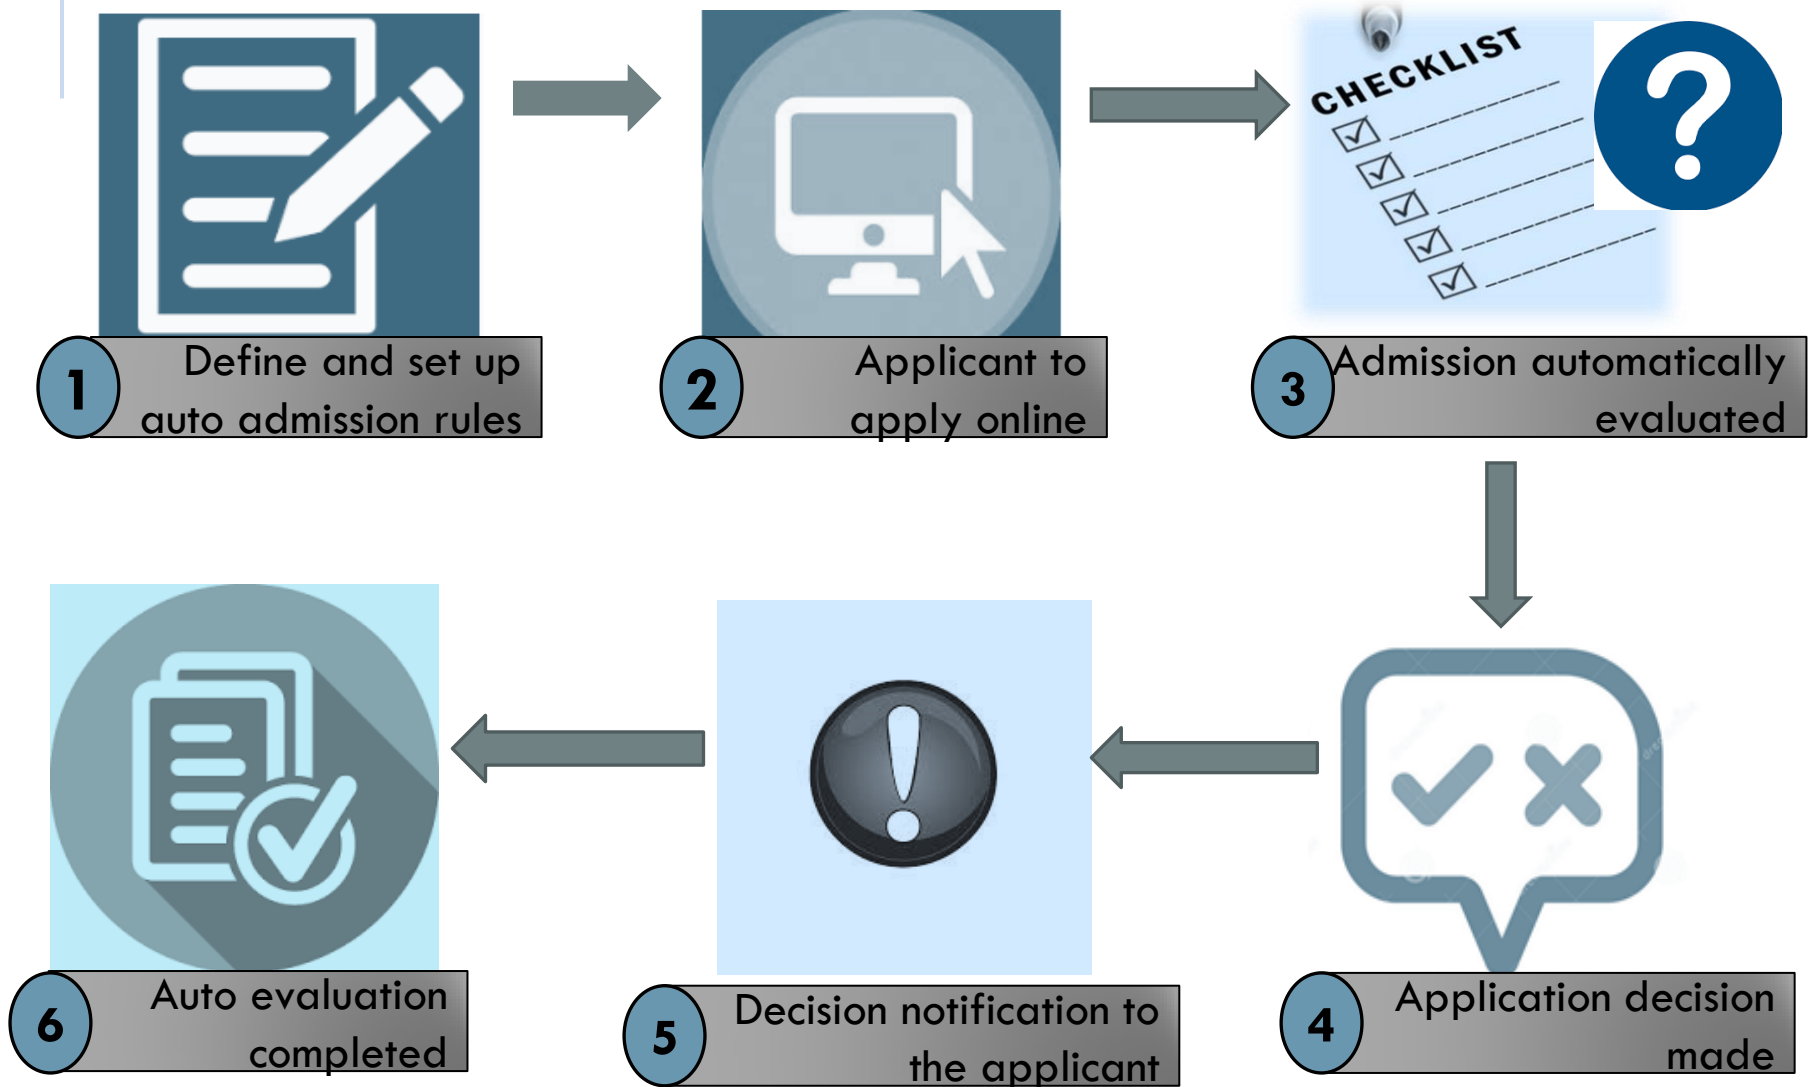 CHECKLIST
1
Define and set up
auto admission rules
2
Applicant to
apply online
3
Admission automatically
evaluated
4
Application decision
made
5
Decision notification to
the applicant
6
Auto evaluation
completed